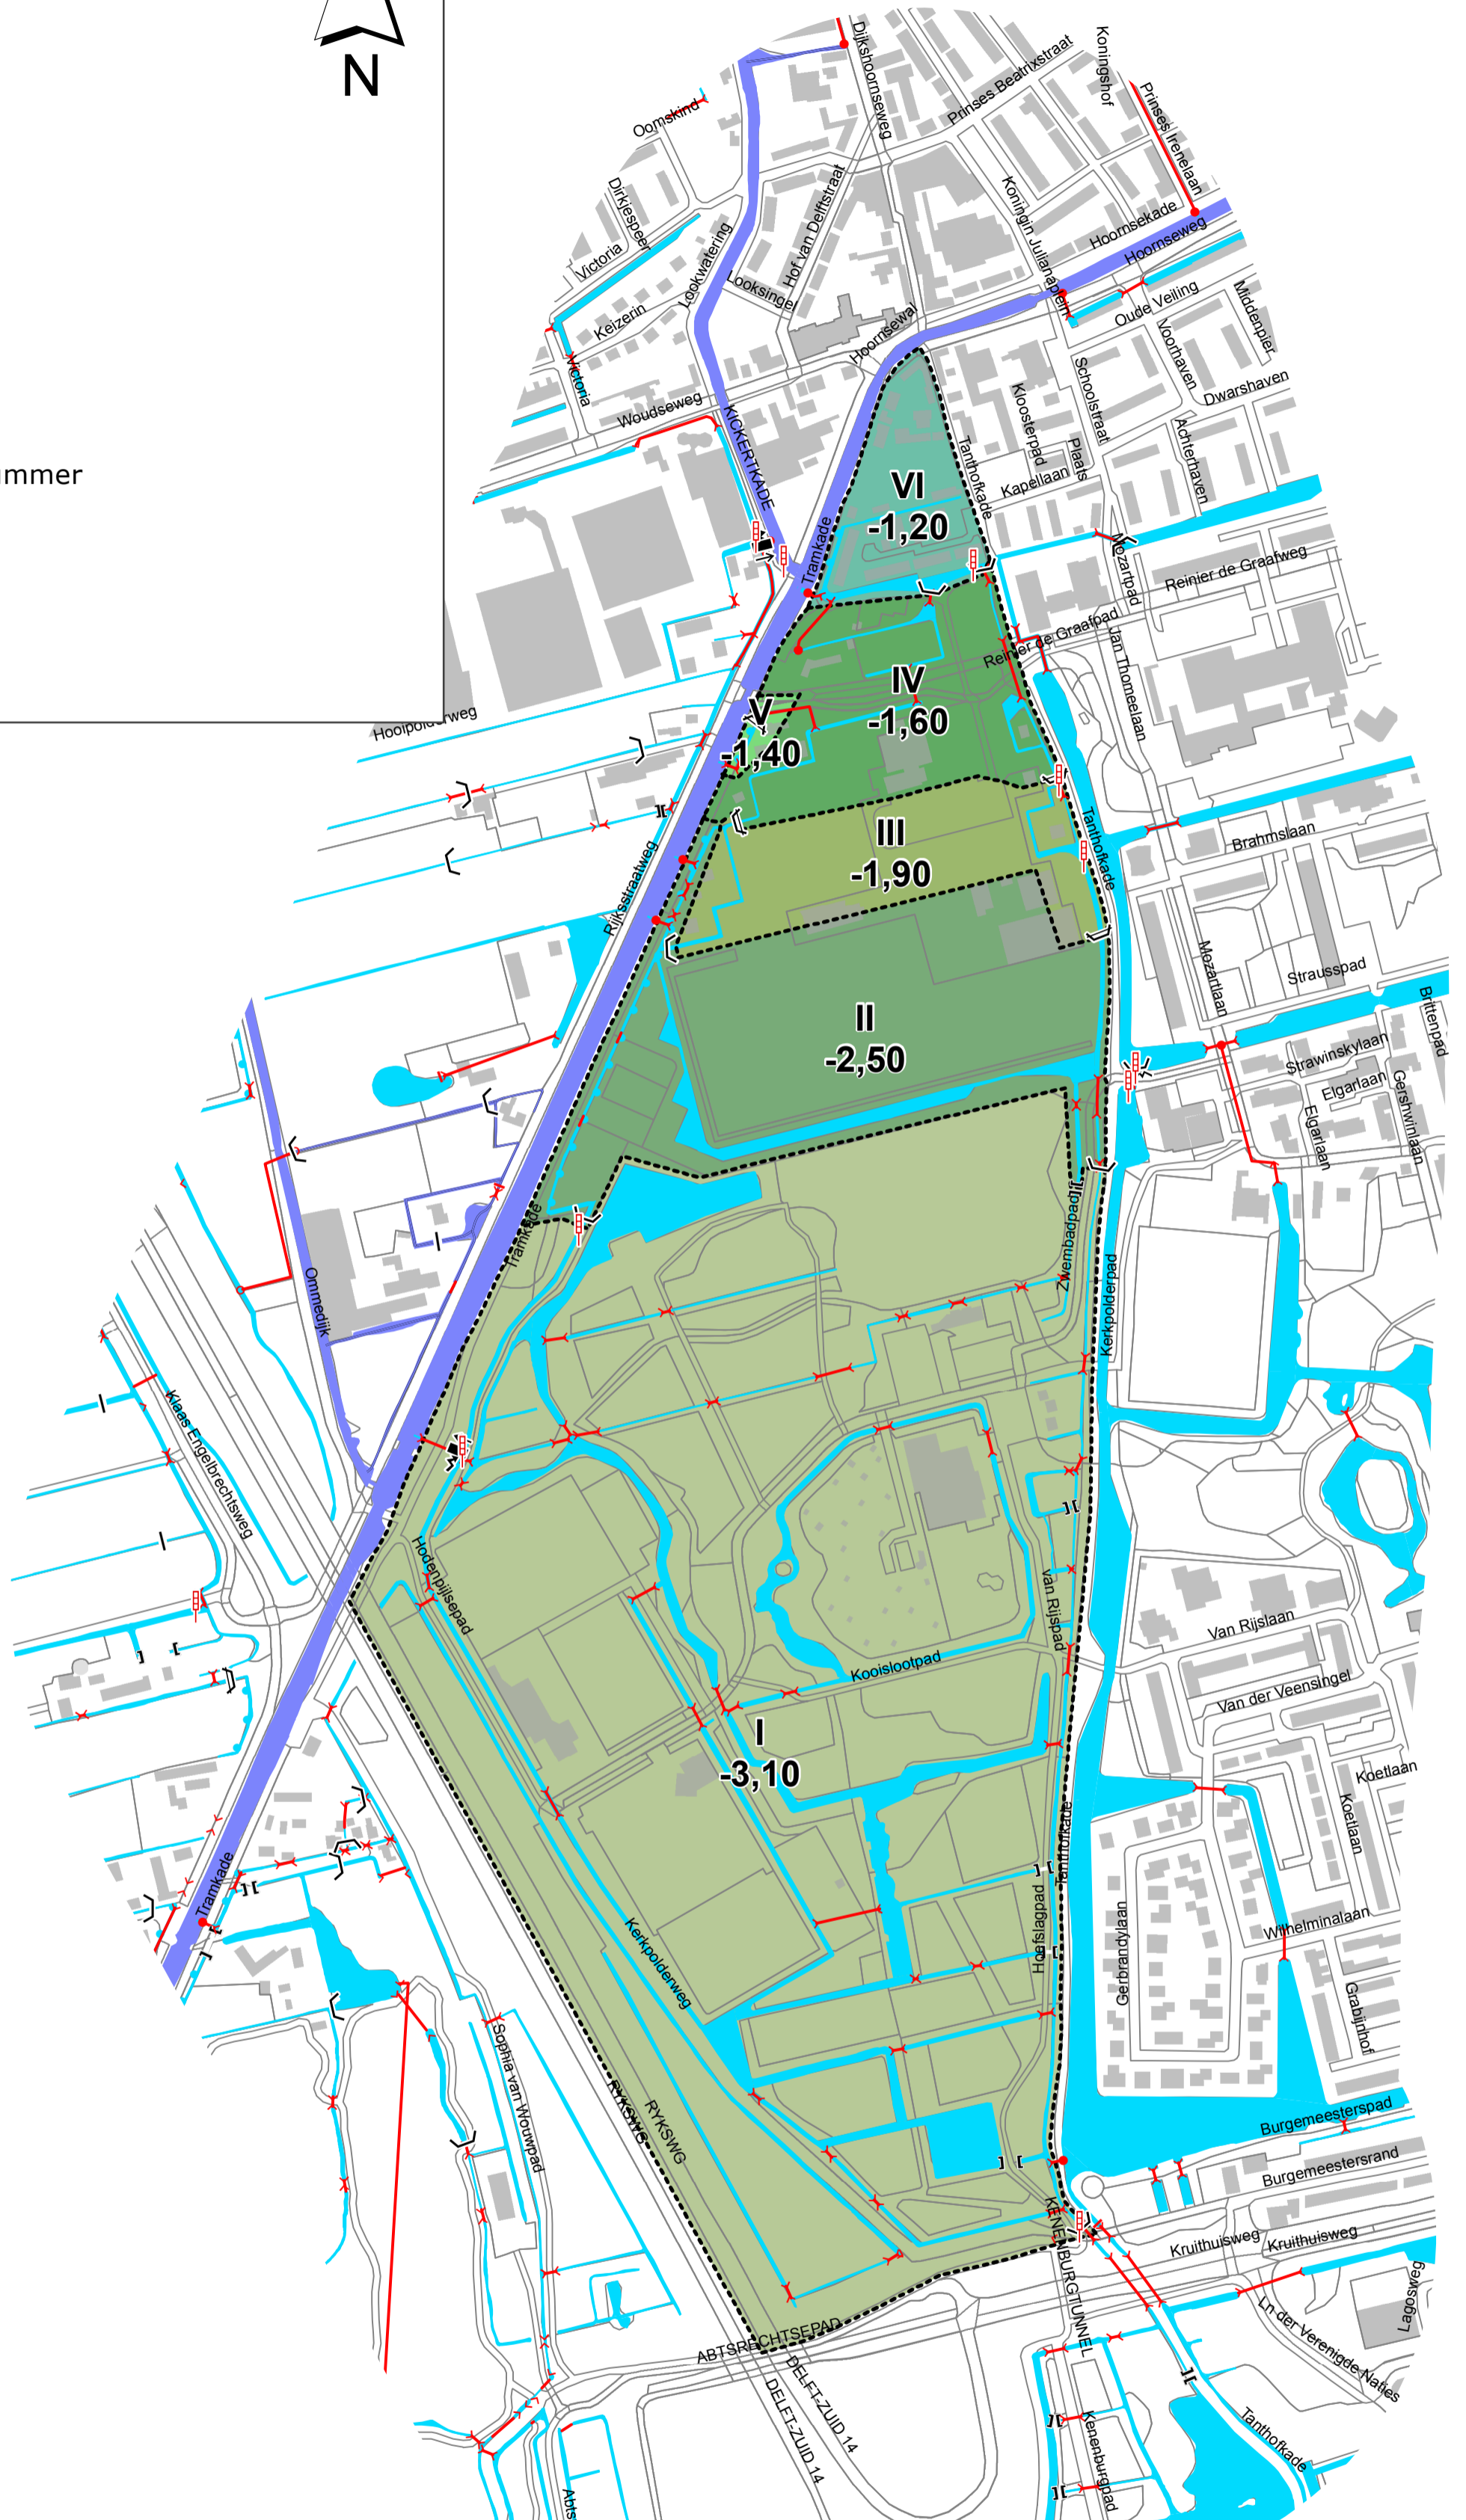 N
ummer
Dijkshoornseweg
Prinses Beatrixstraat
Koningshof
Prinses Irenelaan
Oomskind
Dirkjespeer
Victoria
Lookwatering
Hof van Delftstraat
Looksingel
Koningin Julianaplein
Hoornsekade
Hoornseweg
Keizerin
Victoria
Hoornsewal
Oude Veiling
Middenpier
Voorhaven
Dwarshaven
Woudseweg
KICKERTKADE
Schoolstraat
Kloosterpad
Plaats
Achterhaven
Tanthofkade
Kapellaan
VI
-1,20
Tramkade
Mozartpad
Reinier de Graafweg
Reinier de Graafpad
Jan Thomeelaan
IV
-1,60
V
-1,40
Hooipolderweg
III
-1,90
Tanthofkade
Brahmslaan
Rijksstraatweg
Mozartlaan
Strausspad
Brittenpad
II
-2,50
Strawinskylaan
Elgarlaan
Elgarlaan
Gershwinlaan
Tramkade
Zwembadpad
Kerkpolderpad
Ommedijk
Klaas Engelbrechtsweg
Hodenpijlsepad
van Rijspad
Van Rijslaan
Kooislootpad
Van der Veensingel
I
-3,10
Koetlaan
Koetlaan
Tanthofkade
Tramkade
Hoefslagpad
Gerbrandylaan
Wilhelminalaan
Kerkpolderweg
Grabijnhof
Sophia van Wouwpad
RYKSWG
RYKSWG
Burgemeesterspad
Burgemeestersrand
KENENBURGTUNNEL
Kruithuisweg
Kruithuisweg
Lagosweg
ABTSRECHTSEPAD
Ln der Verenigde Naties
DELFT-ZUID 14
DELFT-ZUID 14
Kenenburgpad
Tanthofkade
Abts